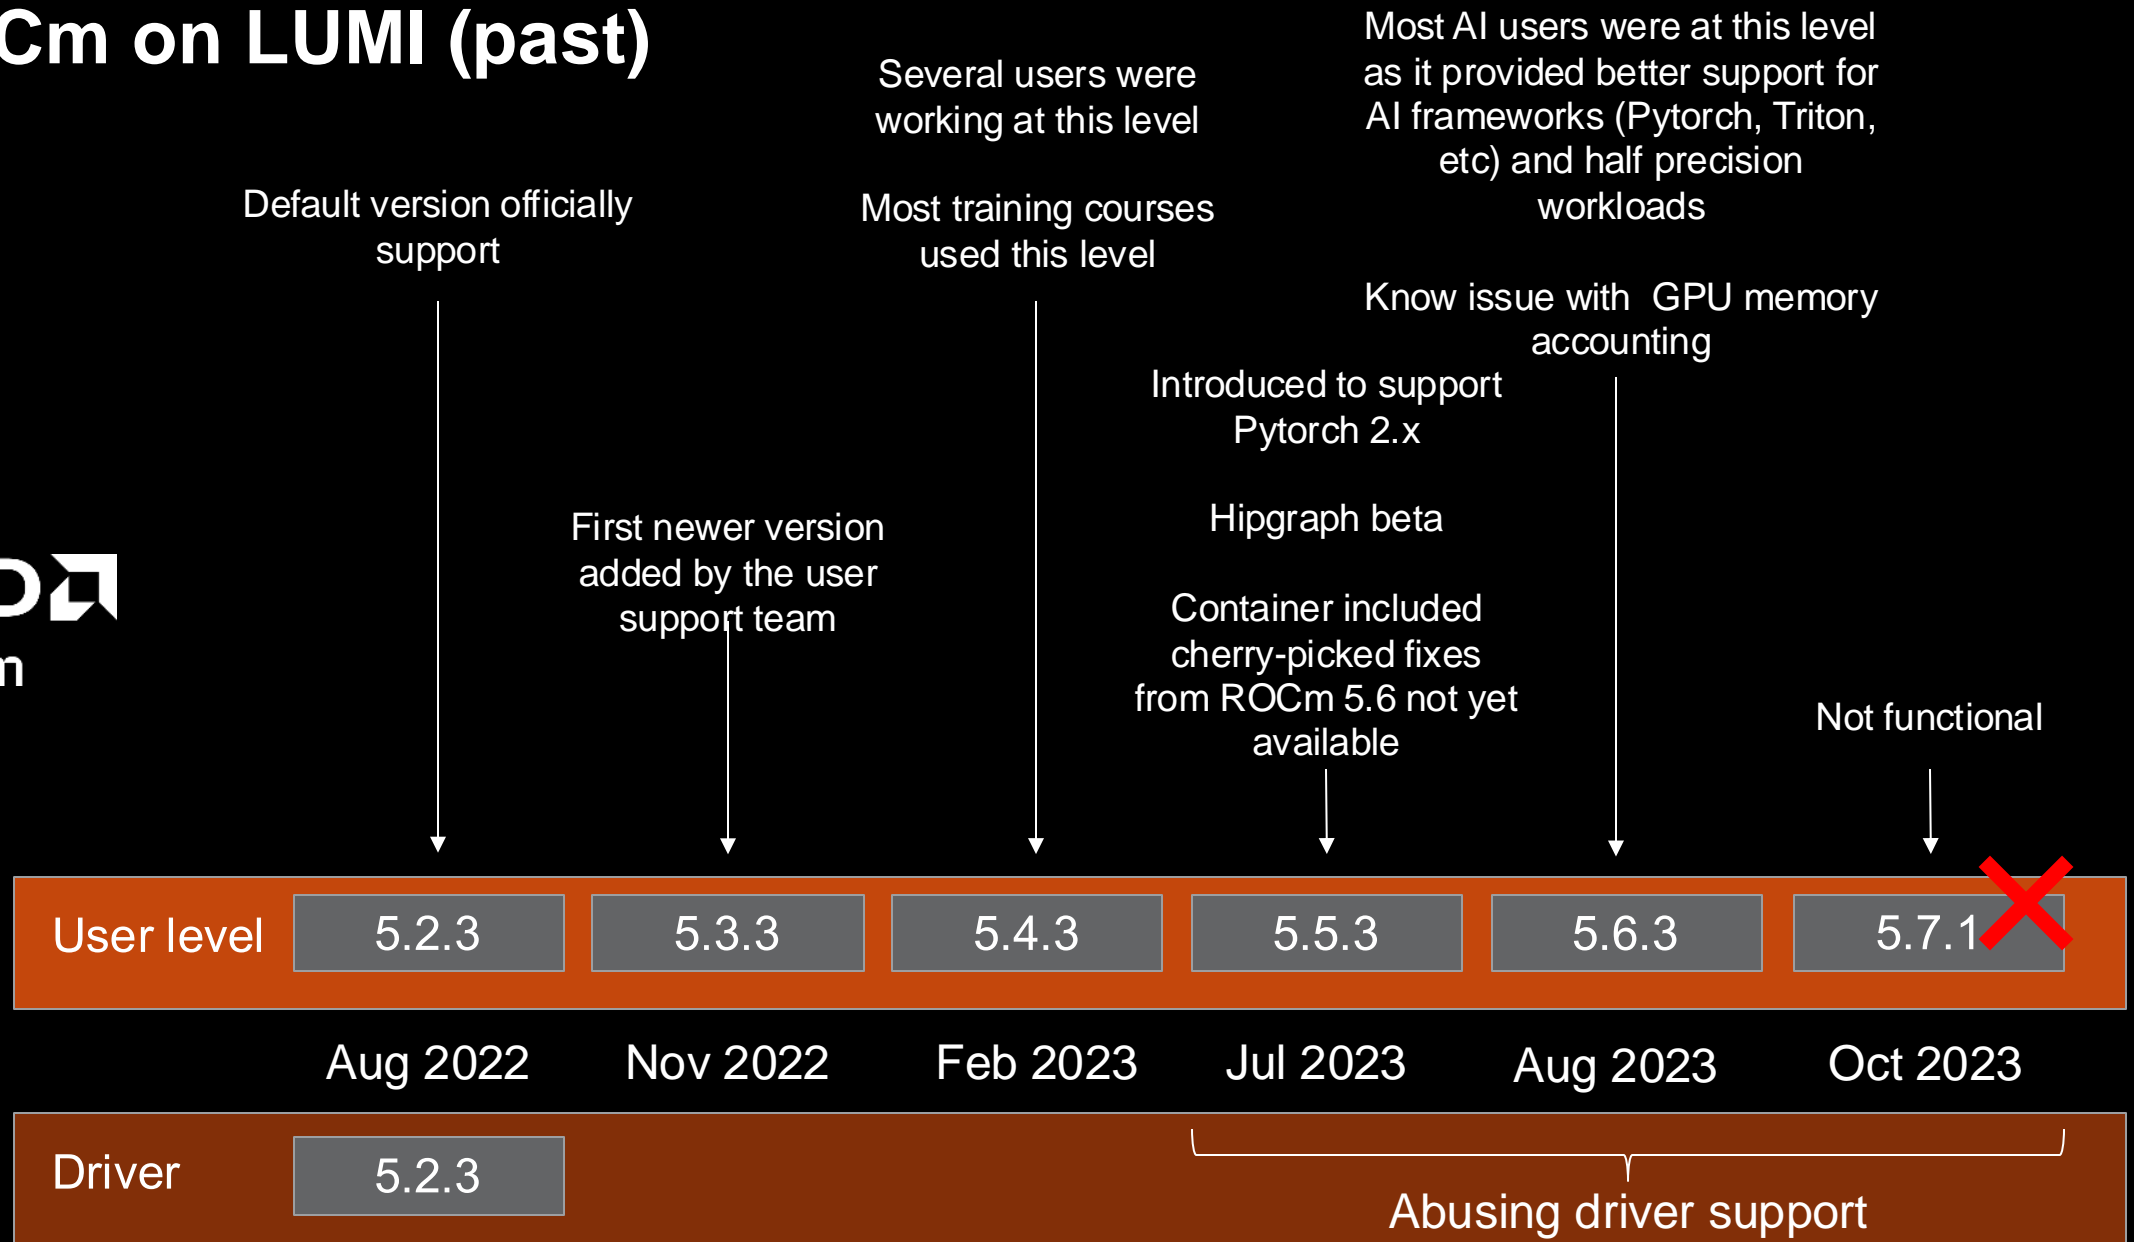 Cm on LUMI (past)
Default version officially
support
First newer version
added by the user
support team
Several users were
working at this level
Most training courses
used this level
Introduced to support
Pytorch 2.x
Hipgraph beta
Container included
cherry-picked fixes
from ROCm 5.6 not yet
available
Most AI users were at this level
as it provided better support for
AI frameworks (Pytorch, Triton,
etc) and half precision
workloads
Know issue with  GPU memory
accounting
Not functional
D
m
User level 5.2.3 5.3.3 5.4.3 5.5.3 5.6.3 5.7.1
Aug 2022 Nov 2022 Feb 2023 Jul 2023 Aug 2023 Oct 2023
Driver 5.2.3
Abusing driver support